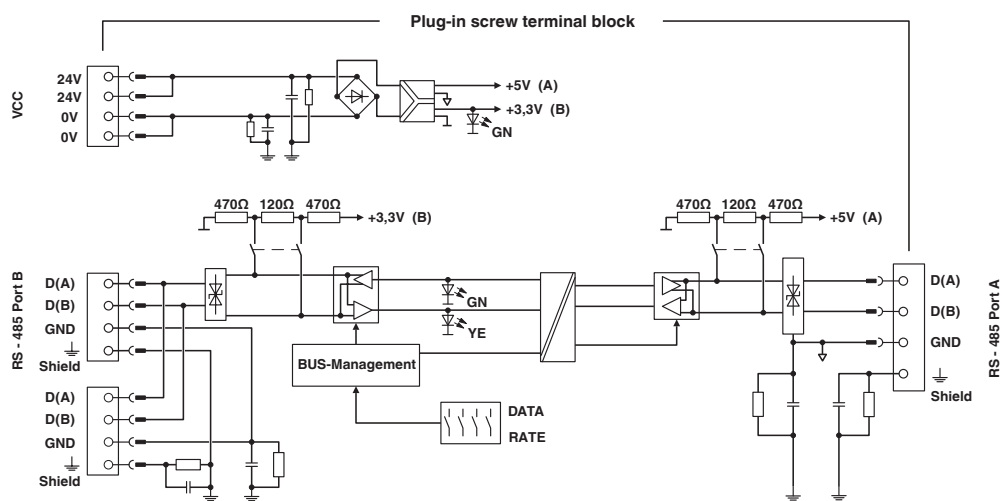 Plug-in screw terminal block
VCC
24V
24V
0V
0V
+5V (A)
+3,3V (B)
GN
470Ω 120Ω 470Ω
+3,3V (B)
470Ω 120Ω 470Ω
+5V (A)
RS - 485 Port B
D(A)
D(B)
GND
Shield
D(A)
D(B)
GND
Shield
GN
YE
BUS-Management
DATA
RATE
D(A)
D(B)
GND
Shield
RS - 485 Port A